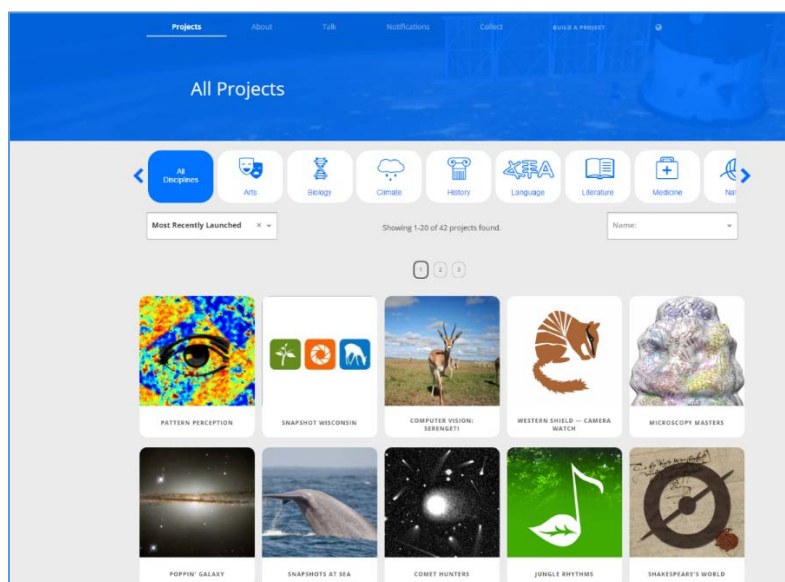 Projects About Talk Notifications Collect BUILD A PROJECT
All Projects
All
Disciplines
Arts
Biology
Climate
History
Language
Literature
Medicine
Nat
Most Recently Launched × Showing 1-20 of 42 projects found. Name:
1 2 3
PATTERN PERCEPTION
SNAPSHOT WISCONSIN
COMPUTER VISION:
SERENGETI
WESTERN SHIELD — CAMERA
WATCH
MICROSCOPY MASTERS
POPPIN' GALAXY
SNAPSHOTS AT SEA
COMET HUNTERS
JUNGLE RHYTHMS
SHAKESPEARE'S WORLD